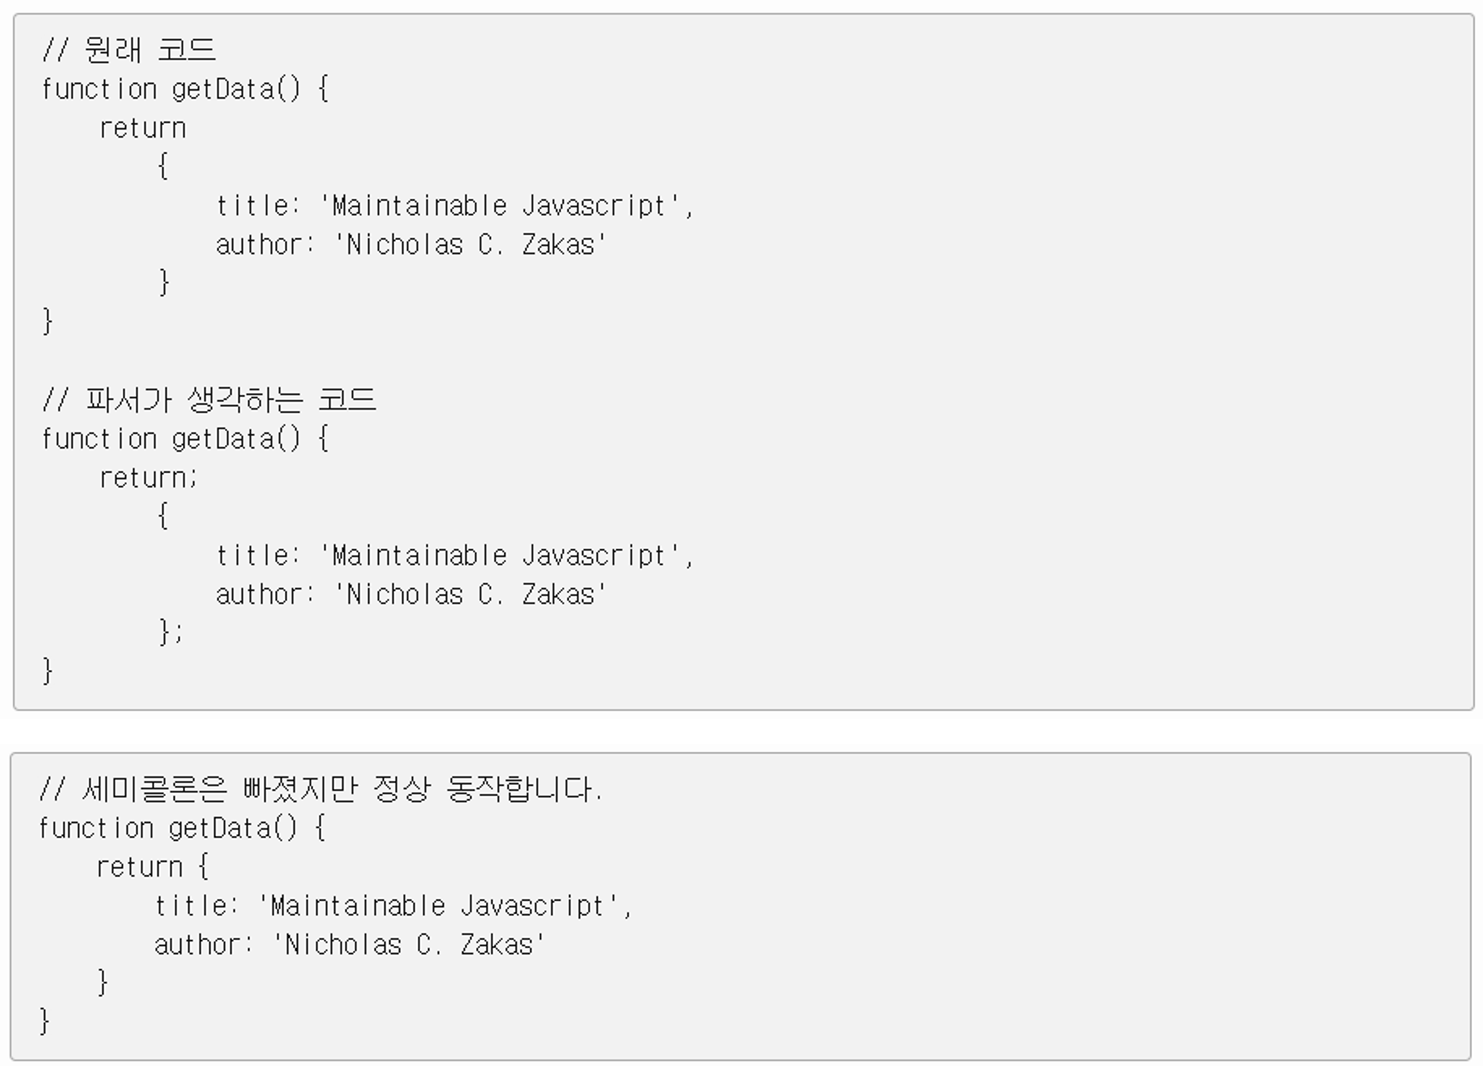 // 원래 코드
function getData() {
    return
        {
            title: 'Maintainable Javascript',
            author: 'Nicholas C. Zakas'
        }
}

// 파서가 생각하는 코드
function getData() {
    return;
        {
            title: 'Maintainable Javascript',
            author: 'Nicholas C. Zakas'
        };
}

// 세미콜론은 빠졌지만 정상 동작합니다.
function getData() {
    return {
        title: 'Maintainable Javascript',
        author: 'Nicholas C. Zakas'
    }
}